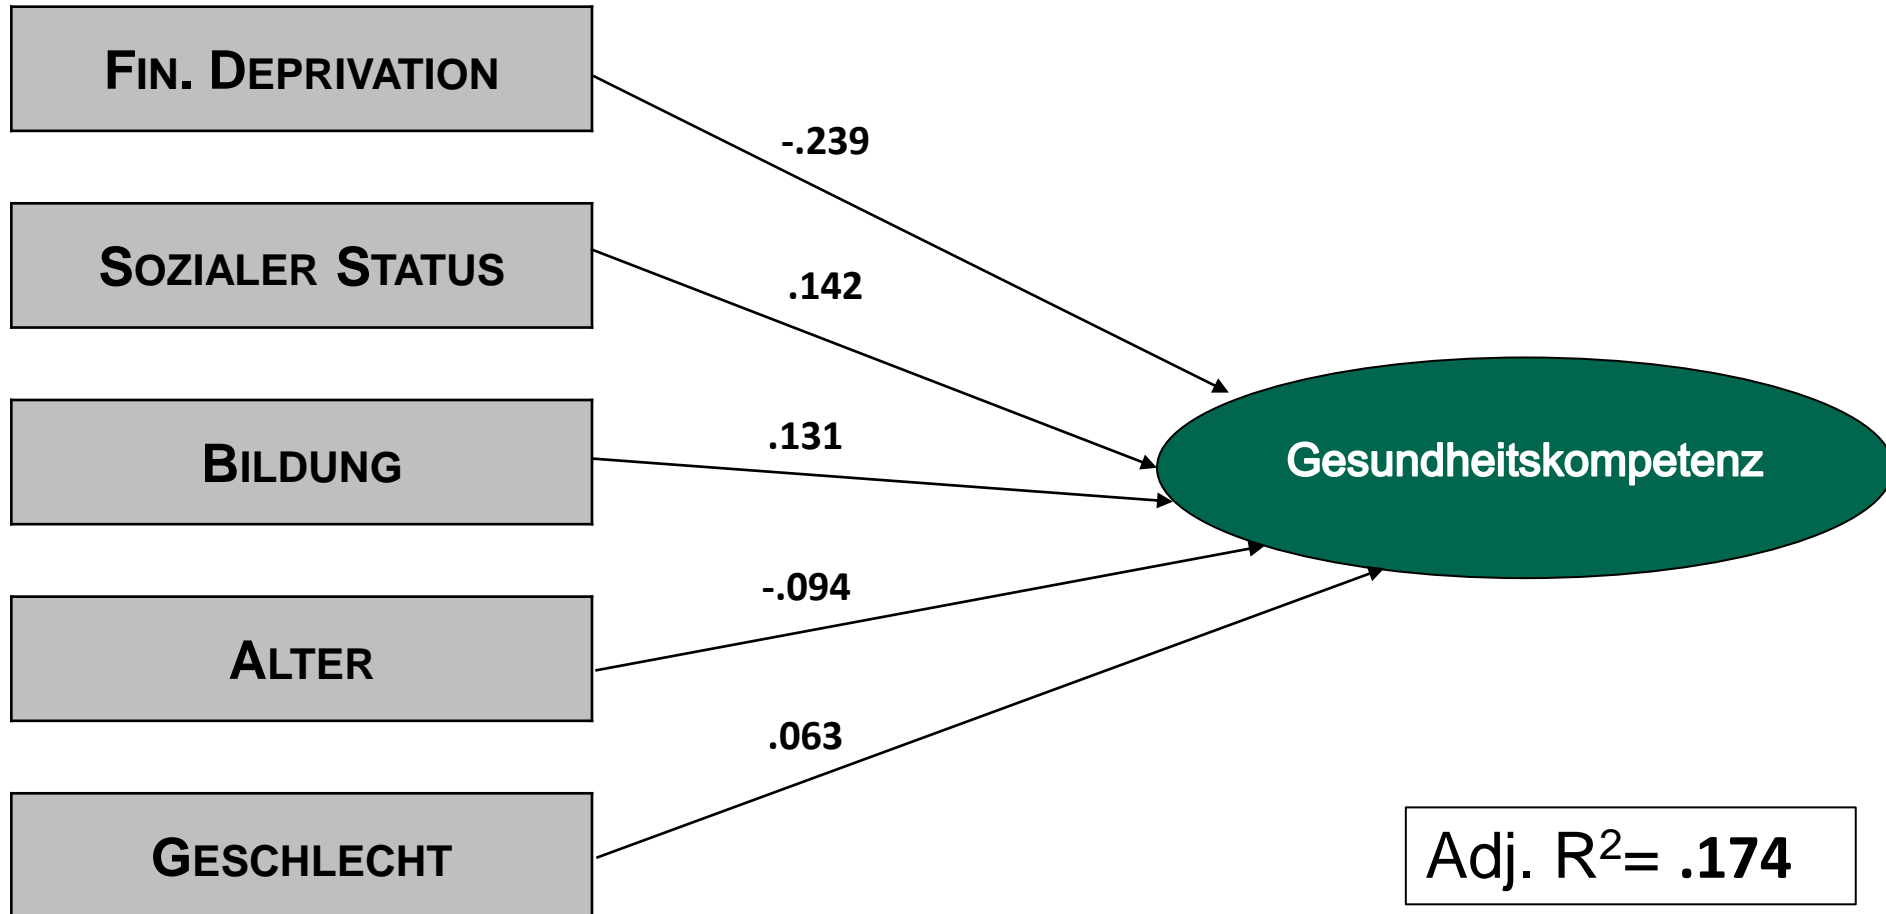 FIN. DEPRIVATION
-.239
SOZIALER STATUS
.142
BILDUNG
.131
Gesundheitskompetenz
ALTER
-.094
.063
GESCHLECHT
Adj. R²= .174